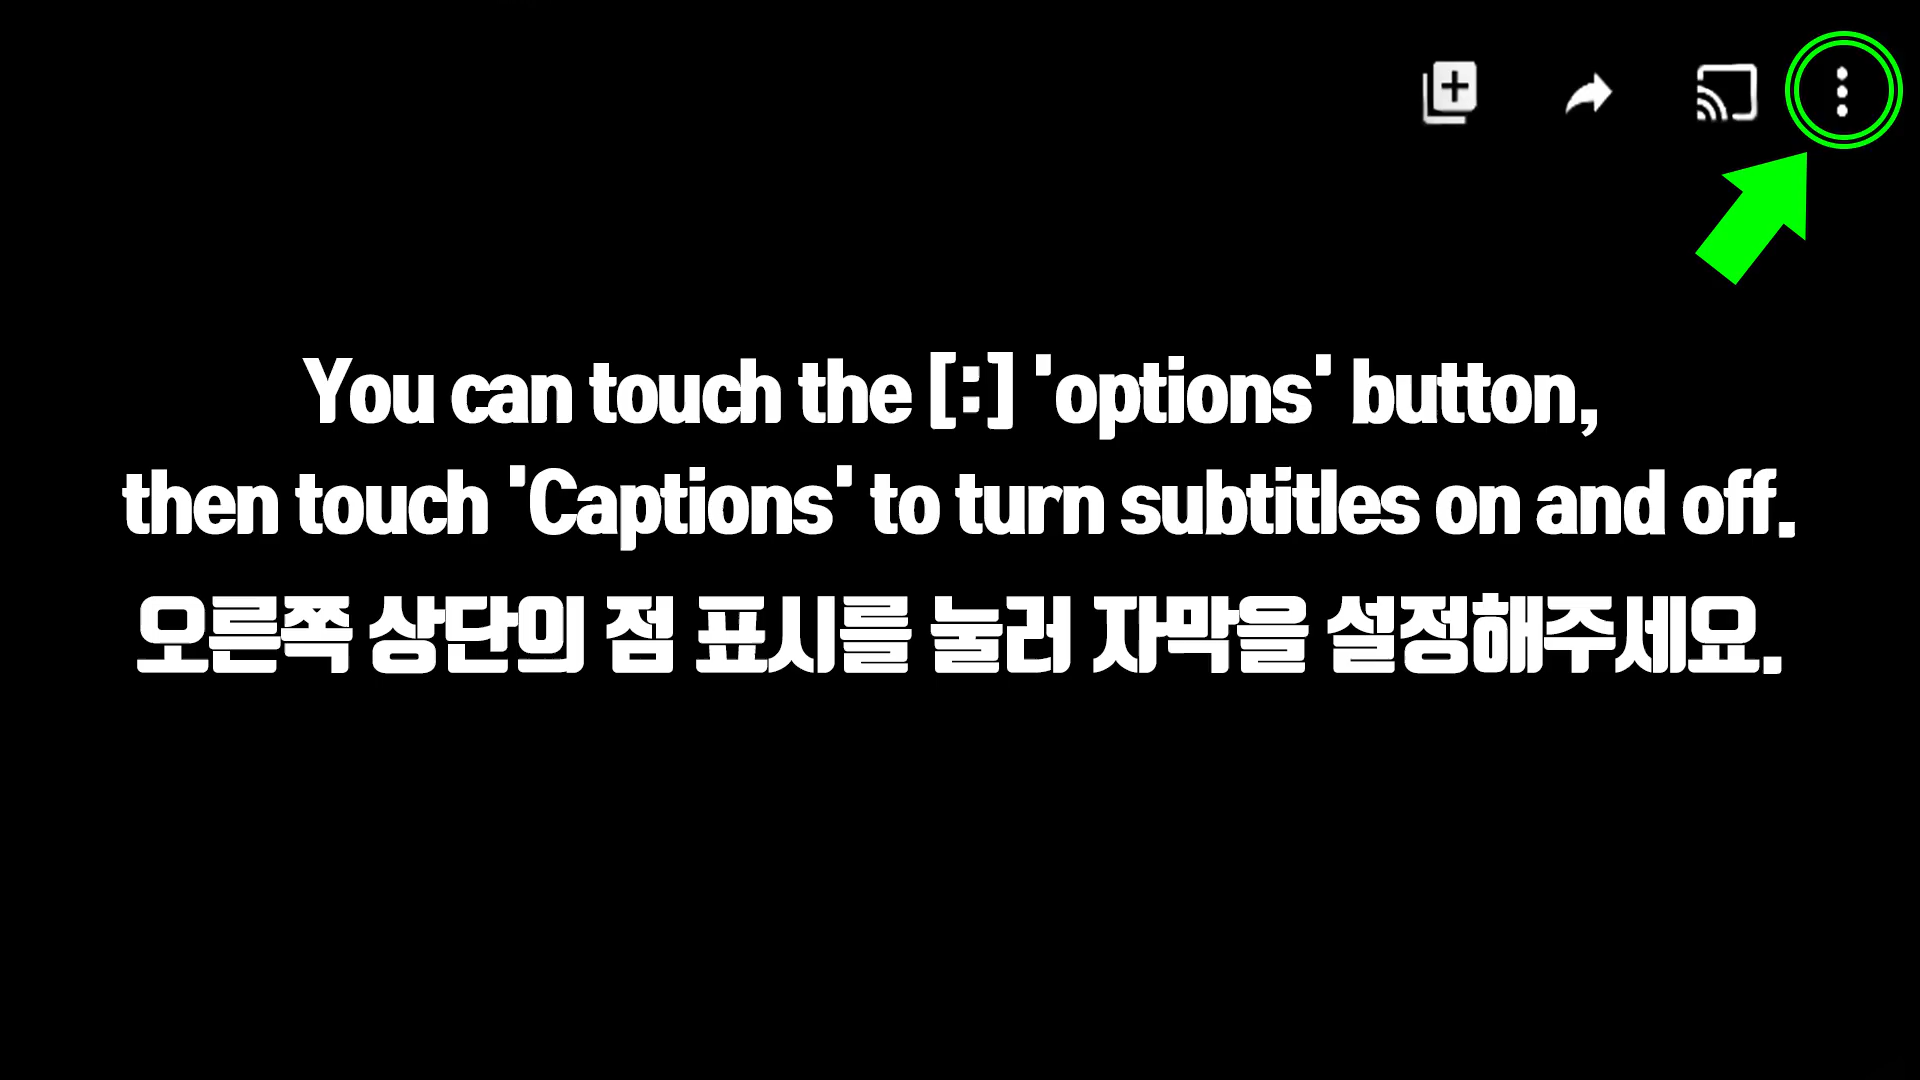 You can touch the [:] 'options' button,
then touch 'Captions' to turn subtitles on and off.
오른쪽 상단의 점 표시를 눌러 자막을 설정해주세요.